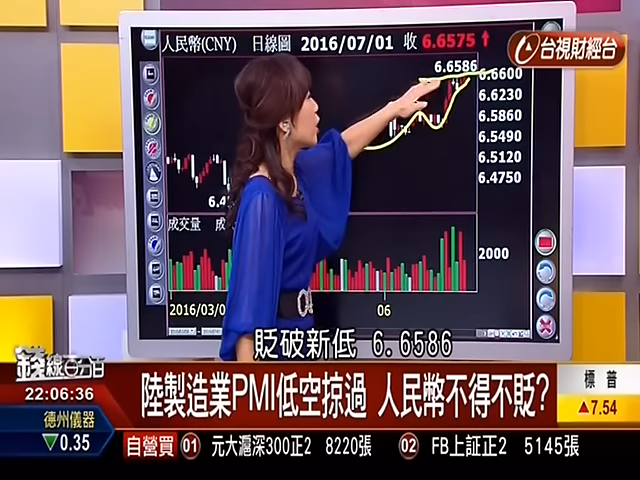 人民幣(CNY) 日線圖 2016/07/01 收 6.6575
台視財經台
6.6586
6.6600
6.6230
6.5860
6.5490
6.5120
6.4750
6.4
成交量 成
2000
2016/03/0
06
貶破新低 6.6586
錢線百分百
22:06:36
陸製造業PMI低空掠過 人民幣不得不貶?
標普
▲7.54
德州儀器
▽0.35
自營買 01 元大滬深300正2 8220張 02 FB上証正2 5145張